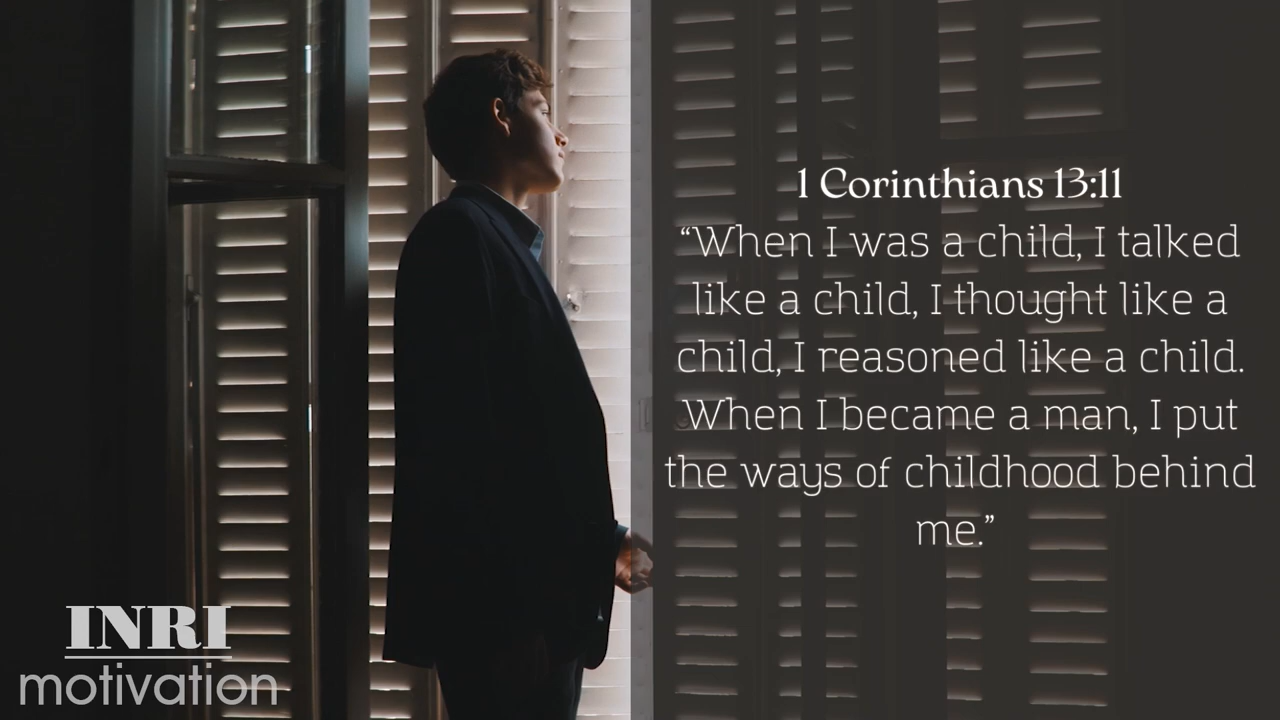 1 Corinthians 13:11
“When I was a child, I talked
like a child, I thought like a
child, I reasoned like a child.
When I became a man, I put
the ways of childhood behind
me.”
INRI
motivation